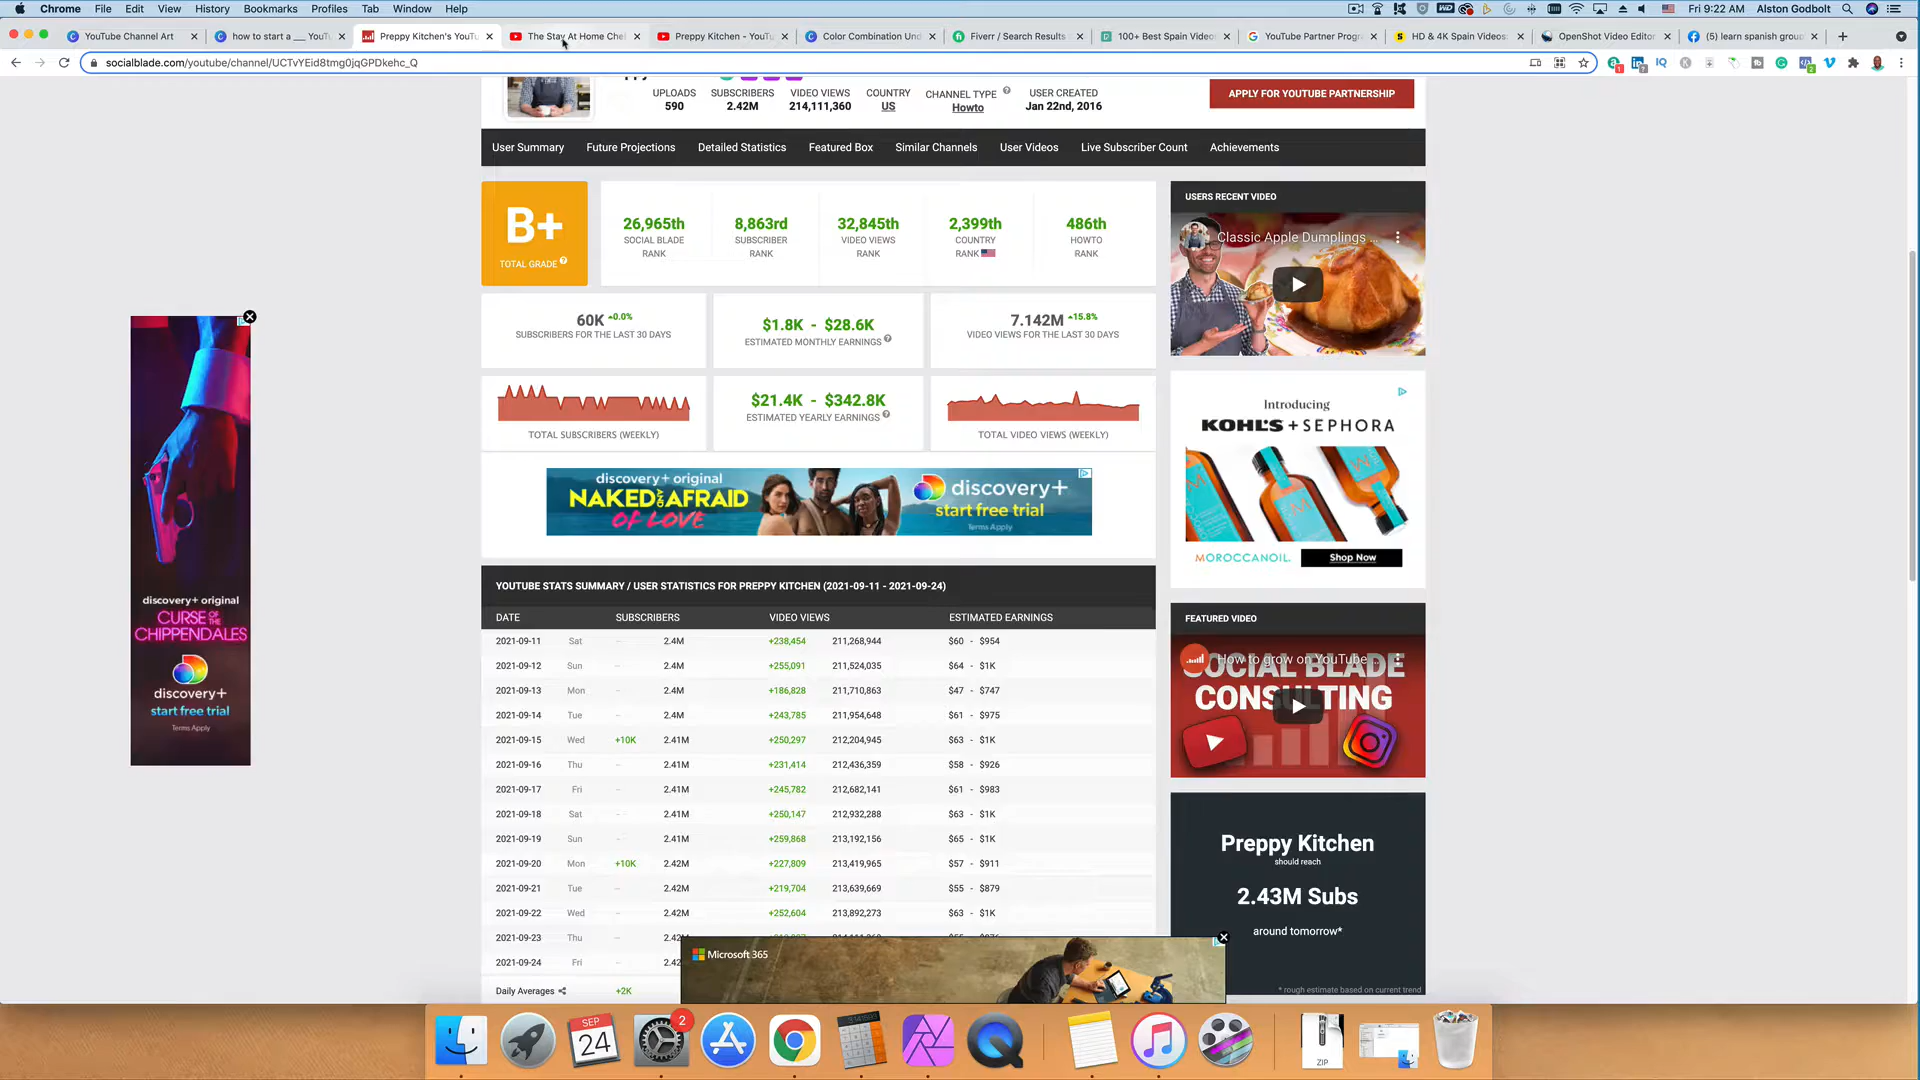 Chrome File Edit View History Bookmarks Profiles Tab Window Help
Fri 9:22 AM Alston Godbolt
YouTube Channel Art
how to start a ___ YouTu
Preppy Kitchen's YouTu
The Stay At Home Che
Preppy Kitchen - YouTu
Color Combination Und
Fiverr / Search Results
100+ Best Spain Video
YouTube Partner Progr
HD & 4K Spain Videos
OpenShot Video Editor
(5) learn spanish grou
socialblade.com/youtube/channel/UCTvYEid8tmg0jqGPDkehc_Q
UPLOADS
590
SUBSCRIBERS
2.42M
VIDEO VIEWS
214,111,360
COUNTRY
US
CHANNEL TYPE
Howto
USER CREATED
Jan 22nd, 2016
APPLY FOR YOUTUBE PARTNERSHIP
User Summary Future Projections Detailed Statistics Featured Box Similar Channels User Videos Live Subscriber Count Achievements
B+
TOTAL GRADE
26,965th
SOCIAL BLADE
RANK
8,863rd
SUBSCRIBER
RANK
32,845th
VIDEO VIEWS
RANK
2,399th
COUNTRY
RANK
486th
HOWTO
RANK
60K 0.0%
SUBSCRIBERS FOR THE LAST 30 DAYS
$1.8K - $28.6K
ESTIMATED MONTHLY EARNINGS
7.142M 15.8%
VIDEO VIEWS FOR THE LAST 30 DAYS
TOTAL SUBSCRIBERS (WEEKLY)
$21.4K - $342.8K
ESTIMATED YEARLY EARNINGS
TOTAL VIDEO VIEWS (WEEKLY)
discovery+ original
NAKED AND AFRAID
OF LOVE
discovery+
start free trial
Terms Apply
YOUTUBE STATS SUMMARY / USER STATISTICS FOR PREPPY KITCHEN (2021-09-11 - 2021-09-24)
DATE SUBSCRIBERS VIDEO VIEWS ESTIMATED EARNINGS
2021-09-11 Sat -- 2.4M +238,454 211,268,944 $60 - $954
2021-09-12 Sun -- 2.4M +255,091 211,524,035 $64 - $1K
2021-09-13 Mon -- 2.4M +186,828 211,710,863 $47 - $747
2021-09-14 Tue -- 2.4M +243,785 211,954,648 $61 - $975
2021-09-15 Wed +10K 2.41M +250,297 212,204,945 $63 - $1K
2021-09-16 Thu -- 2.41M +231,414 212,436,359 $58 - $926
2021-09-17 Fri -- 2.41M +245,782 212,682,141 $61 - $983
2021-09-18 Sat -- 2.41M +250,147 212,932,288 $63 - $1K
2021-09-19 Sun -- 2.41M +259,868 213,192,156 $65 - $1K
2021-09-20 Mon +10K 2.42M +227,809 213,419,965 $57 - $911
2021-09-21 Tue -- 2.42M +219,704 213,639,669 $55 - $879
2021-09-22 Wed -- 2.42M +252,604 213,892,273 $63 - $1K
2021-09-23 Thu -- 2.42
2021-09-24 Fri -- 2.42
Daily Averages +2K
Microsoft 365
discovery+ original
CURSE OF THE
CHIPPENDALES
discovery+
start free trial
Terms Apply
USERS RECENT VIDEO
Classic Apple Dumplings ...
Introducing
KOHL'S + SEPHORA
MOROCCANOIL.
Shop Now
FEATURED VIDEO
How to grow on YouTube ...
SOCIAL BLADE
CONSULTING
Preppy Kitchen
should reach
2.43M Subs
around tomorrow*
* rough estimate based on current trend
SEP
24
2
ZIP